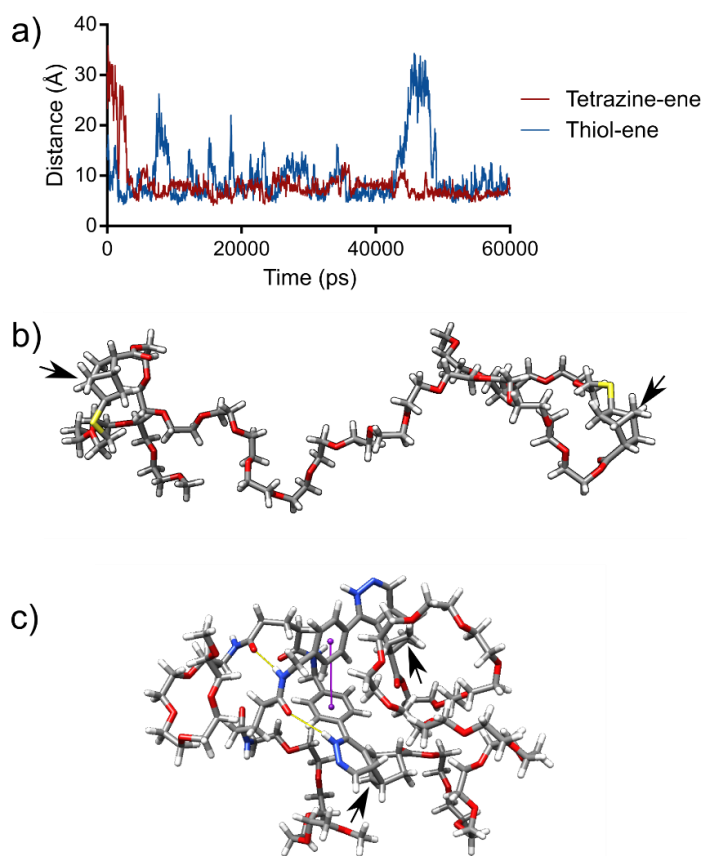 a)
40
30
20
10
0
Distance (Å)
0
20000
40000
60000
Time (ps)
Tetrazine-ene
Thiol-ene
b)
c)